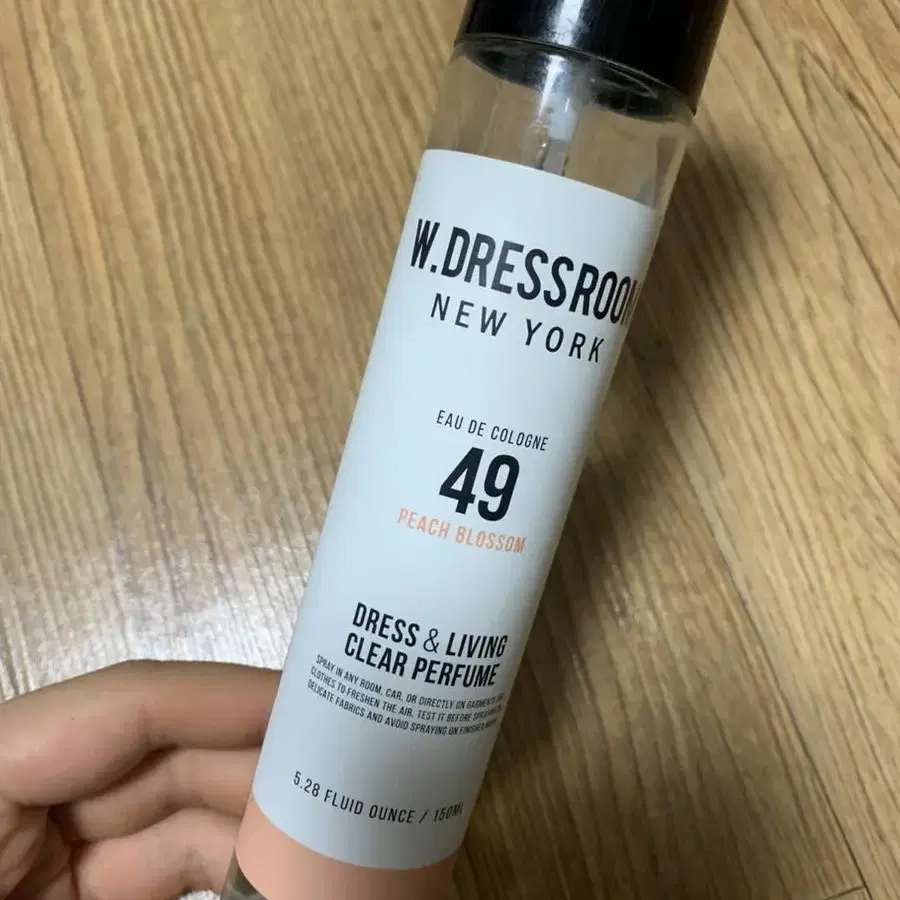 W.DRESSROOM
NEW YORK
EAU DE COLOGNE
49
PEACH BLOSSOM
DRESS & LIVING
CLEAR PERFUME
SPRAY IN ANY ROOM, CAR, OR DIRECTLY ON GARMENTS
CLOTHES TO FRESHEN THE AIR. TEST IT BEFORE
DELICATE FABRICS AND AVOID SPRAYING ON FINISHED
5.28 FLUID OUNCE / 150ML